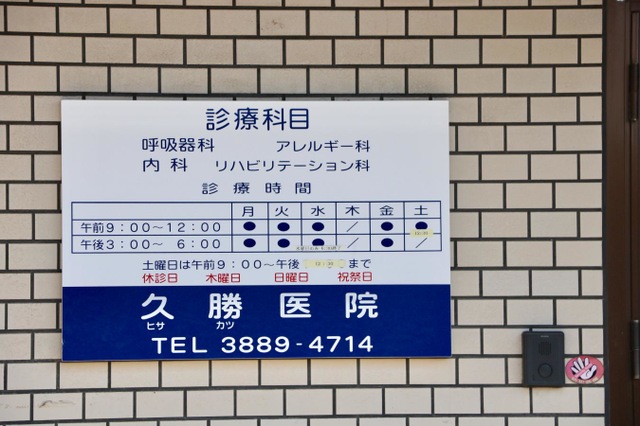 診療科目
呼吸器科 アレルギー科
内科 リハビリテーション科
診療時間
月 火 水 木 金 土
午前9:00〜12:00 ● ● ● / ● ●
午後3:00〜 6:00 ● ● ● / ● /
土曜日は午前9:00〜午後 まで
休診日 木曜日 日曜日 祝祭日
久勝医院
ヒサ カツ
TEL 3889-4714